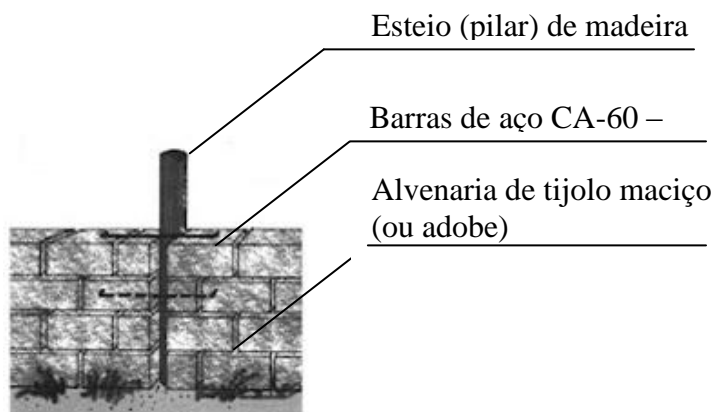 Esteio (pilar) de madeira
Barras de aço CA-60 –
Alvenaria de tijolo maciço
(ou adobe)